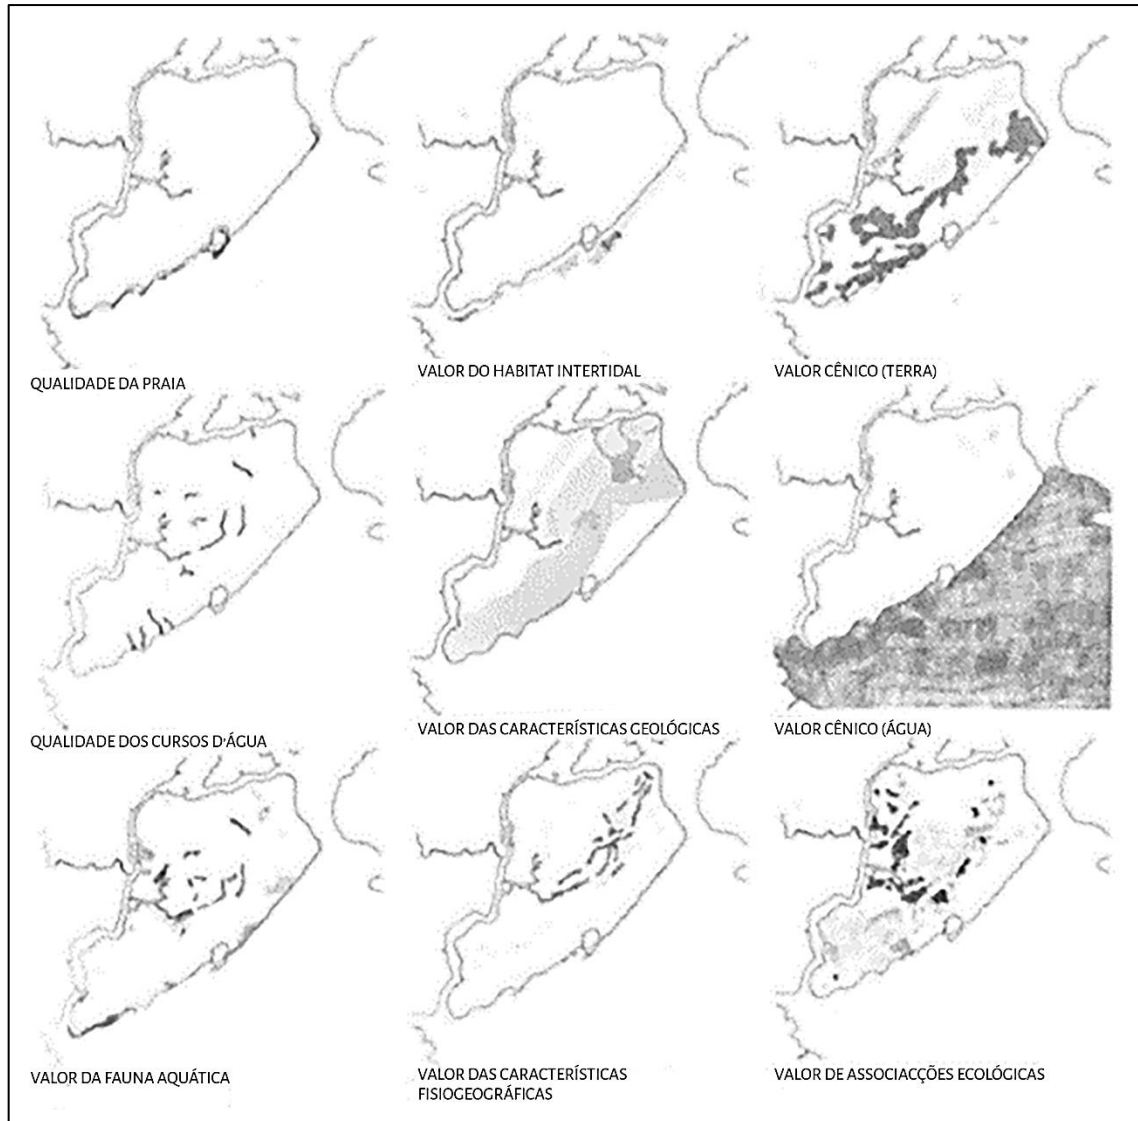 QUALIDADE DA PRAIA
VALOR DO HABITAT INTERTIDAL
VALOR CÊNICO (TERRA)
QUALIDADE DOS CURSOS D'ÁGUA
VALOR DAS CARACTERÍSTICAS GEOLÓGICAS
VALOR CÊNICO (ÁGUA)
VALOR DA FAUNA AQUÁTICA
VALOR DAS CARACTERÍSTICAS
FISIOGEOGRÁFICAS
VALOR DE ASSOCIACÇÕES ECOLÓGICAS